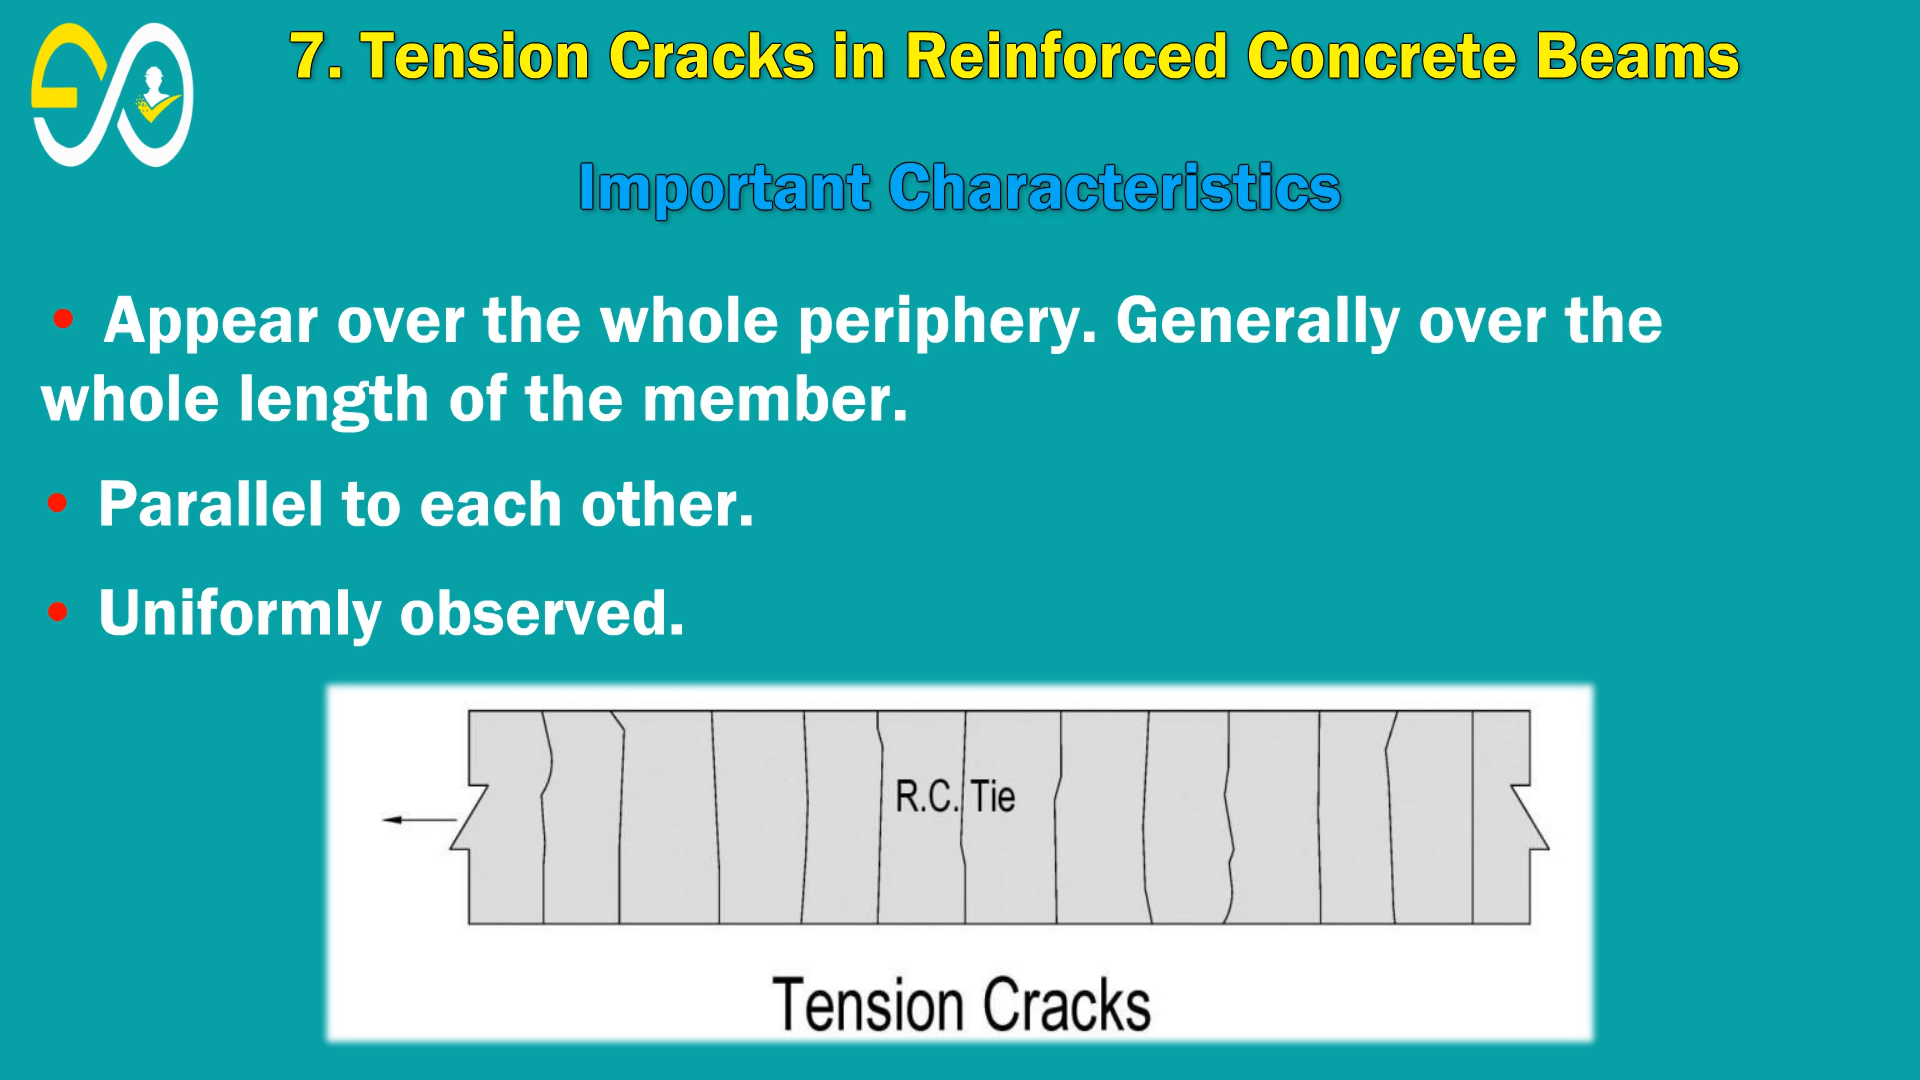 7. Tension Cracks in Reinforced Concrete Beams
Important Characteristics
• Appear over the whole periphery. Generally over the
whole length of the member.
• Parallel to each other.
• Uniformly observed.
R.C. Tie
Tension Cracks